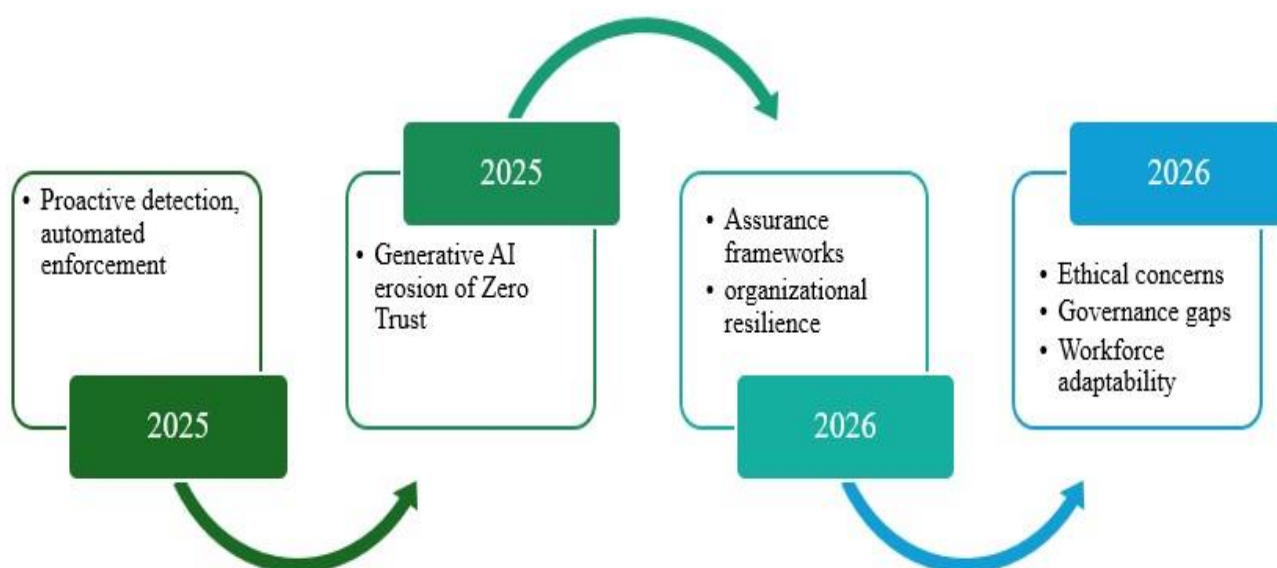 • Proactive detection,
automated
enforcement
2025
2025
• Generative AI
erosion of Zero
Trust
• Assurance
frameworks
• organizational
resilience
2026
2026
• Ethical concerns
• Governance gaps
• Workforce
adaptability